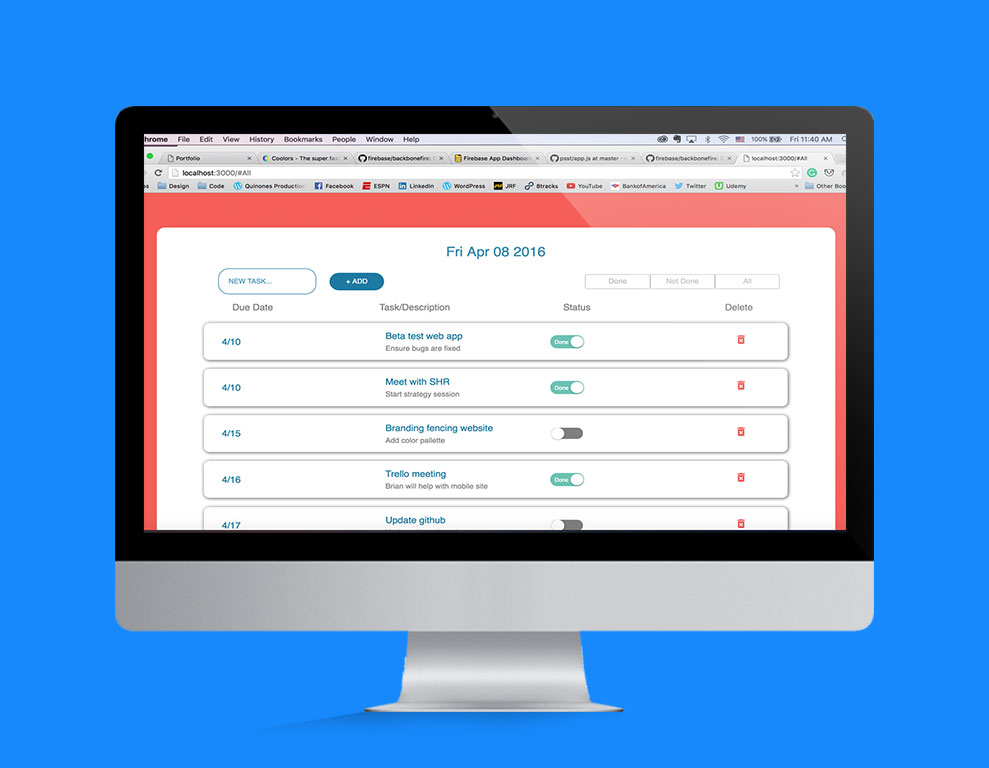 hrome File Edit View History Bookmarks People Window Help 100% Fri 11:40 AM
Portfolio × Coolors - The super fas × firebase/backbonefire: × Firebase App Dashboard × post/app.js at master · × firebase/backbonefire: × localhost:3000/#All ×
localhost:3000/#All
Design Code Quinones Production Facebook ESPN LinkedIn WordPress JRF Btracks YouTube BankofAmerica Twitter Udemy » Other Boo
Fri Apr 08 2016
NEW TASK... + ADD Done Not Done All
Due Date Task/Description Status Delete
4/10 Beta test web app Done
Ensure bugs are fixed
4/10 Meet with SHR Done
Start strategy session
4/15 Branding fencing website
Add color pallette
4/16 Trello meeting Done
Brian will help with mobile site
4/17 Update github